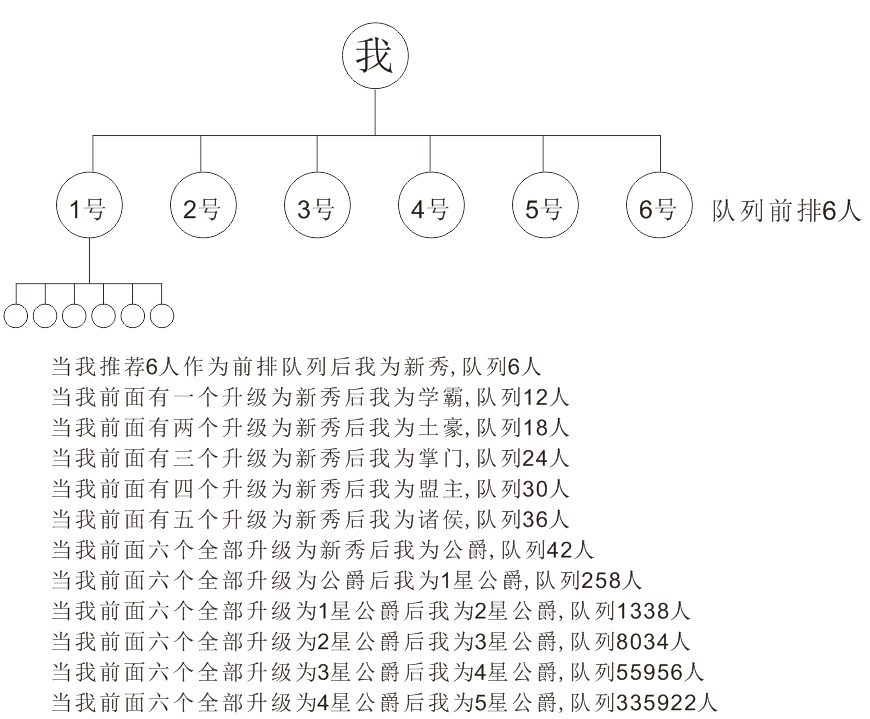 我
1号 2号 3号 4号 5号 6号 队列前排6人
当我推荐6人作为前排队列后我为新秀,队列6人
当我前面有一个升级为新秀后我为学霸,队列12人
当我前面有两个升级为新秀后我为土豪,队列18人
当我前面有三个升级为新秀后我为掌门,队列24人
当我前面有四个升级为新秀后我为盟主,队列30人
当我前面有五个升级为新秀后我为诸侯,队列36人
当我前面六个全部升级为新秀后我为公爵,队列42人
当我前面六个全部升级为公爵后我为1星公爵,队列258人
当我前面六个全部升级为1星公爵后我为2星公爵,队列1338人
当我前面六个全部升级为2星公爵后我为3星公爵,队列8034人
当我前面六个全部升级为3星公爵后我为4星公爵,队列55956人
当我前面六个全部升级为4星公爵后我为5星公爵,队列335922人